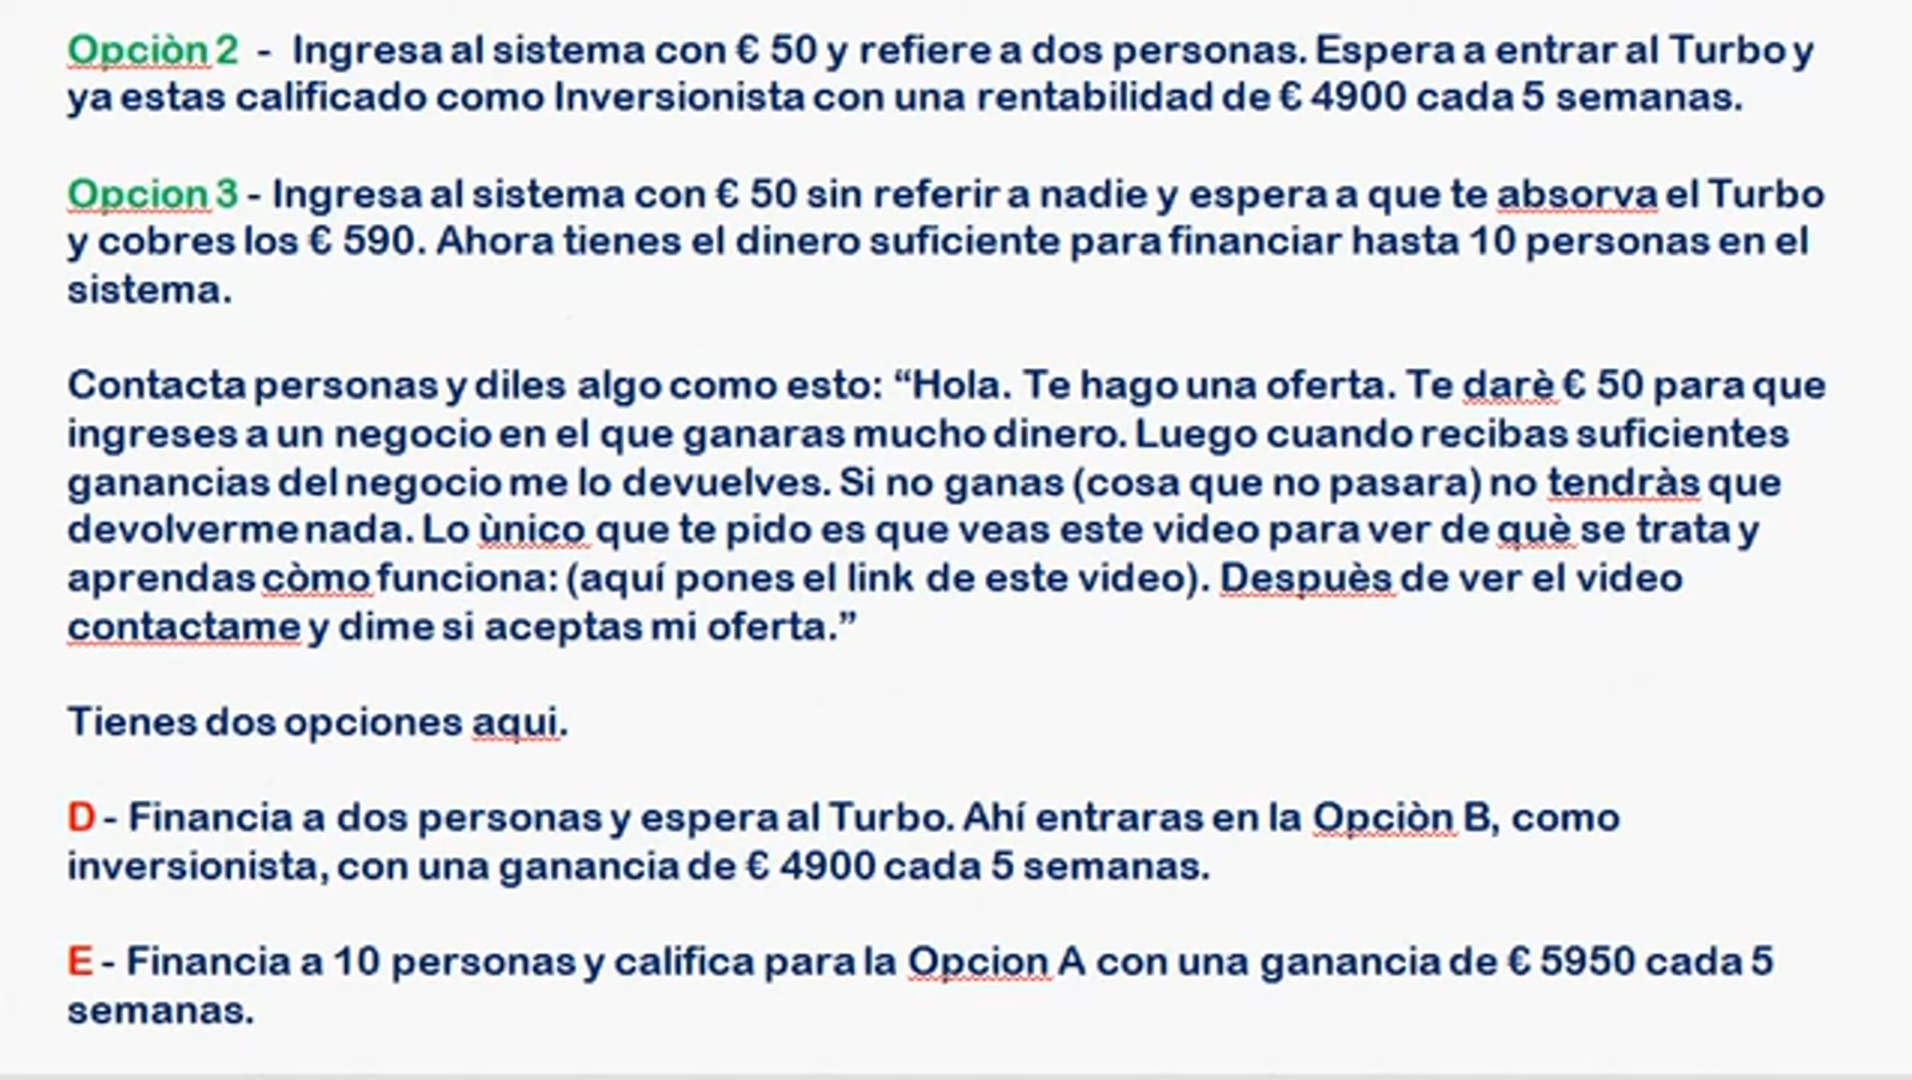 Opciòn 2 - Ingresa al sistema con € 50 y refiere a dos personas. Espera a entrar al Turbo y
ya estas calificado como Inversionista con una rentabilidad de € 4900 cada 5 semanas.
Opcion 3 - Ingresa al sistema con € 50 sin referir a nadie y espera a que te absorva el Turbo
y cobres los € 590. Ahora tienes el dinero suficiente para financiar hasta 10 personas en el
sistema.
Contacta personas y diles algo como esto: “Hola. Te hago una oferta. Te darè € 50 para que
ingreses a un negocio en el que ganaras mucho dinero. Luego cuando recibas suficientes
ganancias del negocio me lo devuelves. Si no ganas (cosa que no pasara) no tendràs que
devolverme nada. Lo ùnico que te pido es que veas este video para ver de què se trata y
aprendas còmo funciona: (aquí pones el link de este video). Despuès de ver el video
contactame y dime si aceptas mi oferta.”
Tienes dos opciones aqui.
D - Financia a dos personas y espera al Turbo. Ahí entraras en la Opciòn B, como
inversionista, con una ganancia de € 4900 cada 5 semanas.
E - Financia a 10 personas y califica para la Opcion A con una ganancia de € 5950 cada 5
semanas.